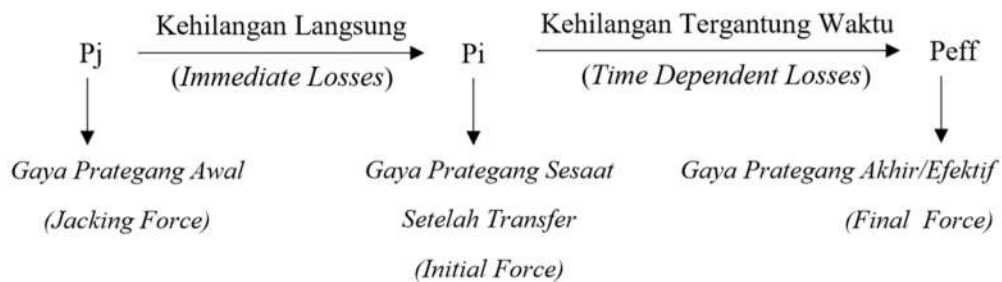 Kehilangan Langsung
Kehilangan Tergantung Waktu
Pj
Pi
Peff
(Immediate Losses)
(Time Dependent Losses)
Gaya Prategang Awal
(Jacking Force)
Gaya Prategang Sesaat
Setelah Transfer
(Initial Force)
Gaya Prategang Akhir/Efektif
(Final Force)